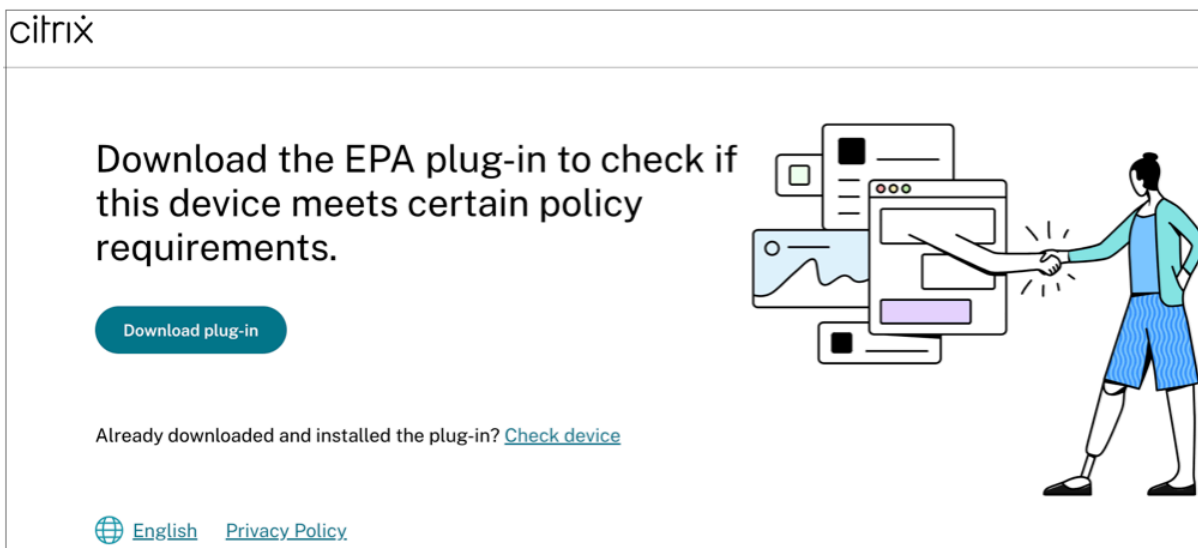 citrix
Download the EPA plug-in to check if
this device meets certain policy
requirements.
Download plug-in
Already downloaded and installed the plug-in? Check device
English Privacy Policy